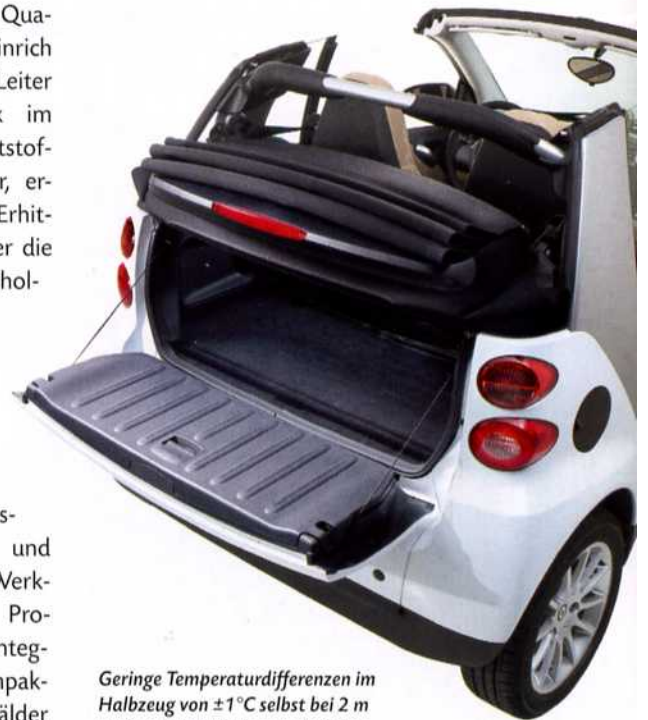 Qua-
inrich
Leiter
k im
tstof-
r, er-
Erhit-
er die
hol-
s-
und
Verk-
Pro-
nteg-
npak-
älder
Geringe Temperaturdifferenzen im
Halbzeug von ±1°C selbst bei 2 m